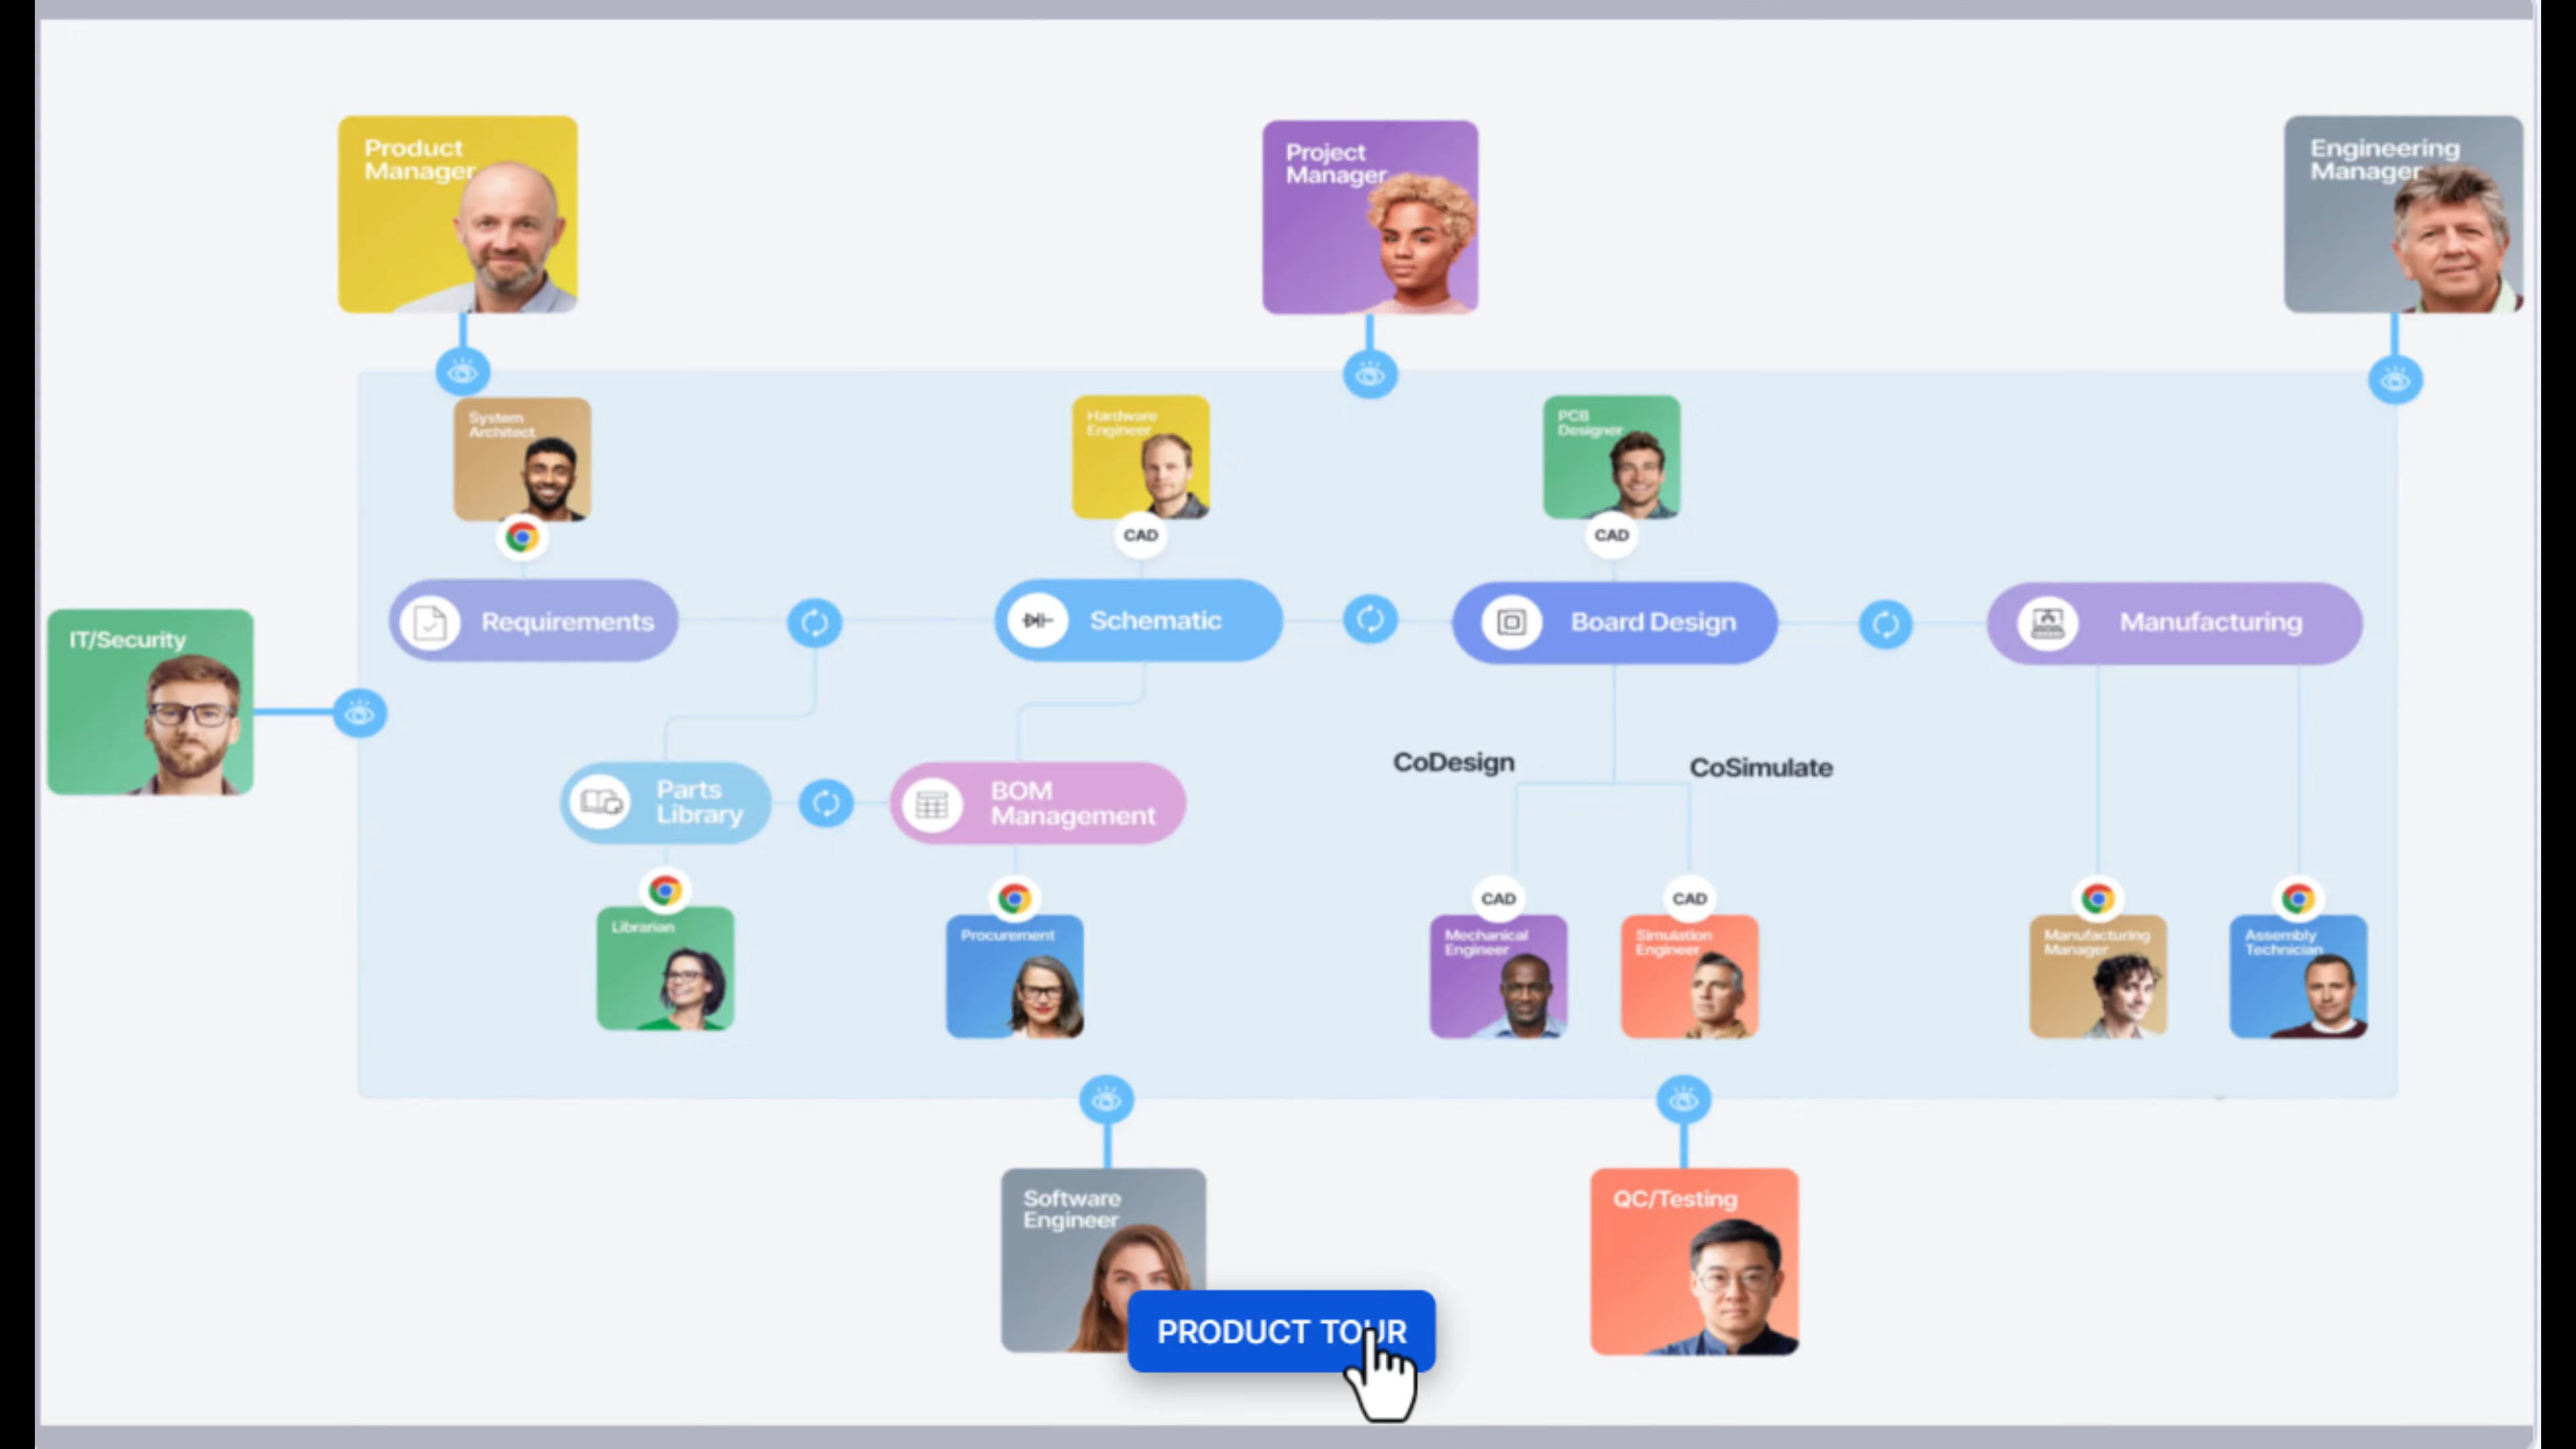 Product
Manager
Project
Manager
Engineering
Manager
System
Architect
Hardware
Engineer
PCB
Designer
CAD
CAD
IT/Security
Requirements
Schematic
Board Design
Manufacturing
CoDesign
CoSimulate
Parts
Library
BOM
Management
CAD
CAD
Librarian
Procurement
Mechanical
Engineer
Simulation
Engineer
Manufacturing
Manager
Assembly
Technician
Software
Engineer
QC/Testing
PRODUCT TOUR